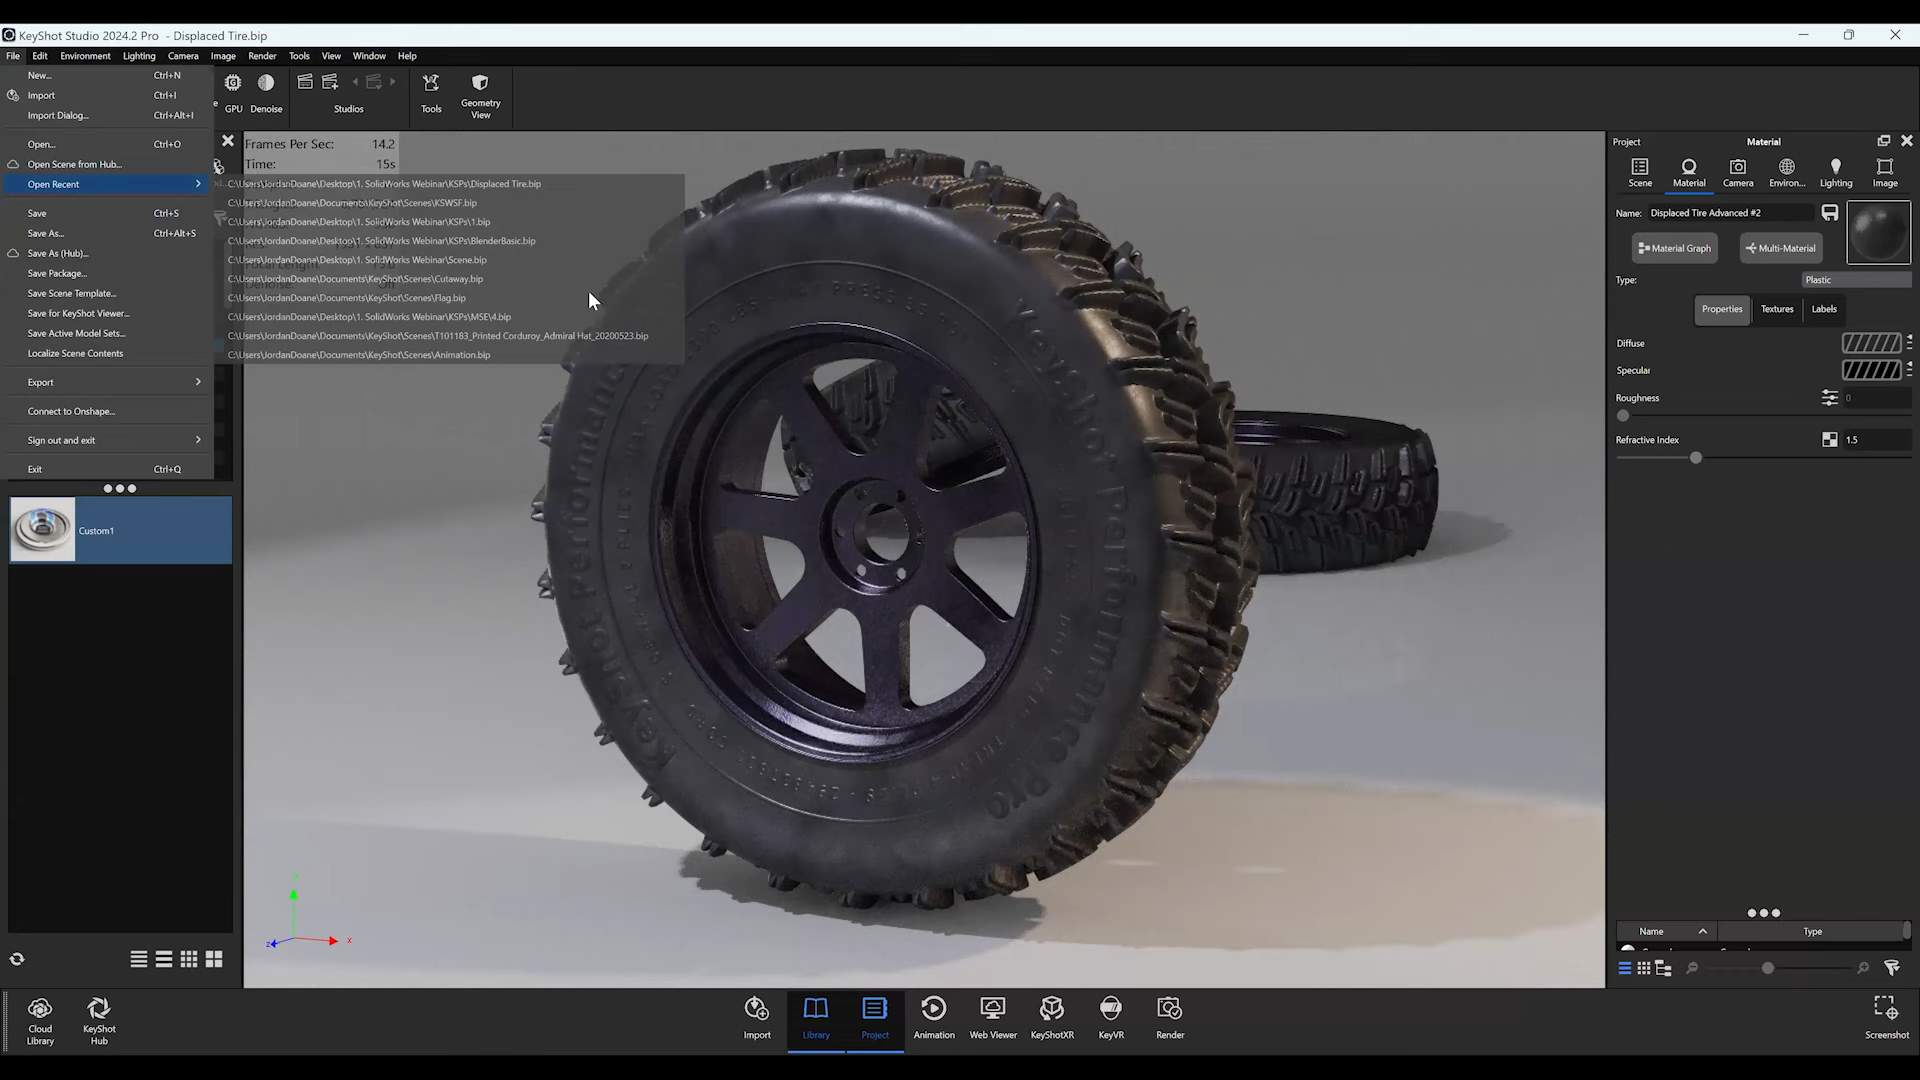 KeyShot Studio 2024.2 Pro - Displaced Tire.bip
File Edit Environment Lighting Camera Image Render Tools View Window Help
New... Ctrl+N
Import Ctrl+I
Import Dialog... Ctrl+Alt+I
Open... Ctrl+O
Open Scene from Hub...
Open Recent
Save Ctrl+S
Save As... Ctrl+Alt+S
Save As (Hub)...
Save Package...
Save Scene Template...
Save for KeyShot Viewer...
Save Active Model Sets...
Localize Scene Contents
Export
Connect to Onshape...
Sign out and exit
Exit Ctrl+Q
GPU Denoise Studios Tools Geometry View
Frames Per Sec: 14.2
Time: 15s
C:\Users\JordanDoane\Desktop\1. SolidWorks Webinar\KSPs\Displaced Tire.bip
C:\Users\JordanDoane\Documents\KeyShot\Scenes\KSWSF.bip
C:\Users\JordanDoane\Desktop\1. SolidWorks Webinar\KSPs\1.bip
C:\Users\JordanDoane\Desktop\1. SolidWorks Webinar\KSPs\BlenderBasic.bip
C:\Users\JordanDoane\Desktop\1. SolidWorks Webinar\Scene.bip
C:\Users\JordanDoane\Documents\KeyShot\Scenes\Cutaway.bip
C:\Users\JordanDoane\Documents\KeyShot\Scenes\Flag.bip
C:\Users\JordanDoane\Desktop\1. SolidWorks Webinar\KSPs\MSE\4.bip
C:\Users\JordanDoane\Documents\KeyShot\Scenes\T101183_Printed Corduroy_Admiral Hat_20200523.bip
C:\Users\JordanDoane\Documents\KeyShot\Scenes\Animation.bip
Custom1
KeyShot Performance Pro
KeyShot Performance
y
x
z
Project Material
Scene Material Camera Environ... Lighting Image
Name: Displaced Tire Advanced #2
Material Graph Multi-Material
Type: Plastic
Properties Textures Labels
Diffuse
Specular
Roughness 0
Refractive Index 1.5
Name Type
Cloud Library
KeyShot Hub
Import Library Project Animation Web Viewer KeyShotXR KeyVR Render
Screenshot